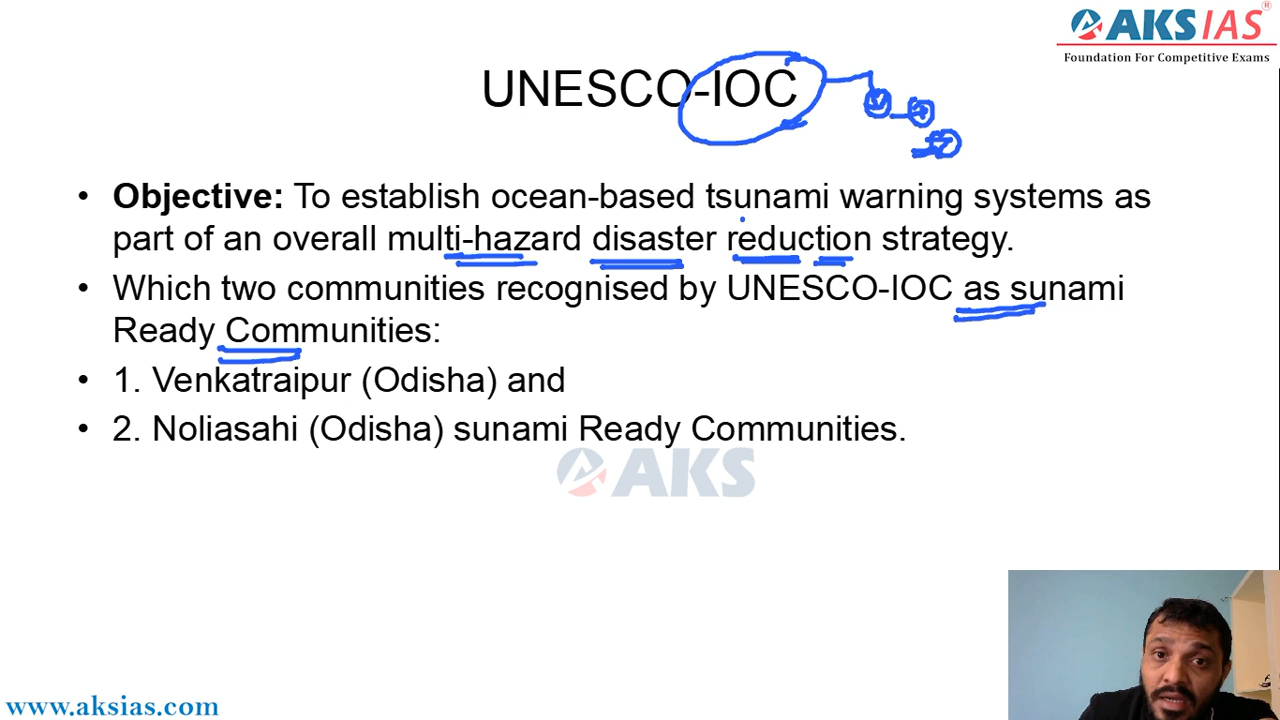 AKS IAS®
Foundation For Competitive Exams
UNESCO-IOC
• Objective: To establish ocean-based tsunami warning systems as
part of an overall multi-hazard disaster reduction strategy.
• Which two communities recognised by UNESCO-IOC as sunami
Ready Communities:
• 1. Venkatraipur (Odisha) and
• 2. Noliasahi (Odisha) sunami Ready Communities.
AKS
www.aksias.com